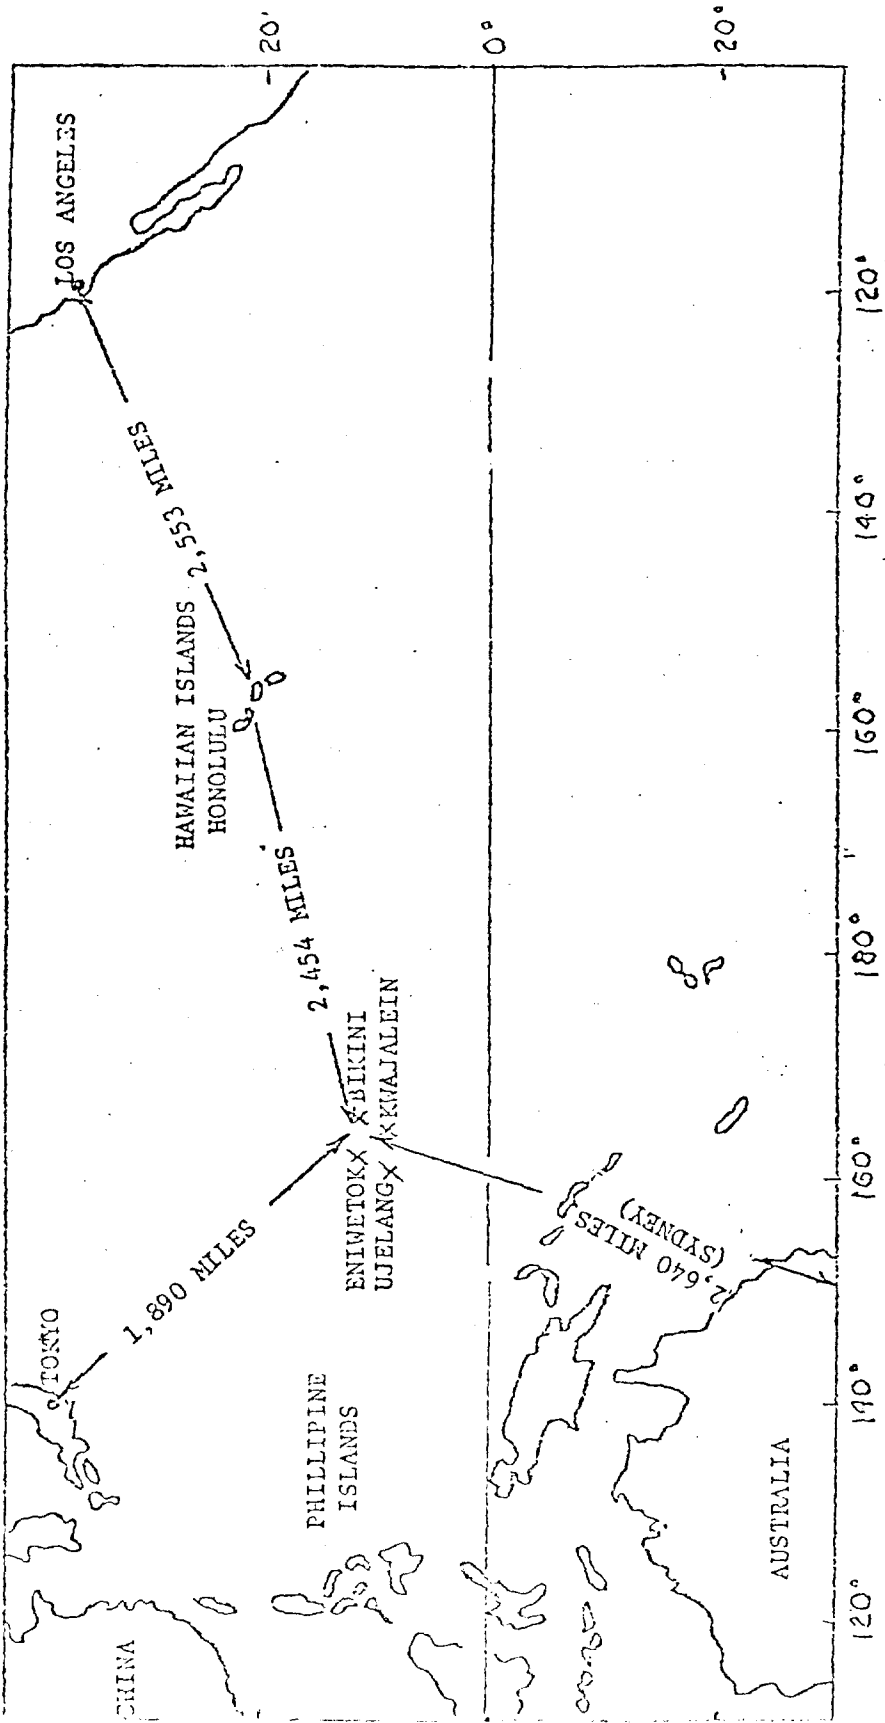 CHINA
TOKYO
LOS ANGELES
1,890 MILES
2,553 MILES
HAWAIIAN ISLANDS
HONOLULU
2,454 MILES
PHILLIPINE
ISLANDS
ENIWETOK X
X BIKINI
UJELANG X
X KWAJALEIN
2,640 MILES
(SYDNEY)
AUSTRALIA
20°
0°
20°
120°
140°
160°
180°
160°
140°
120°